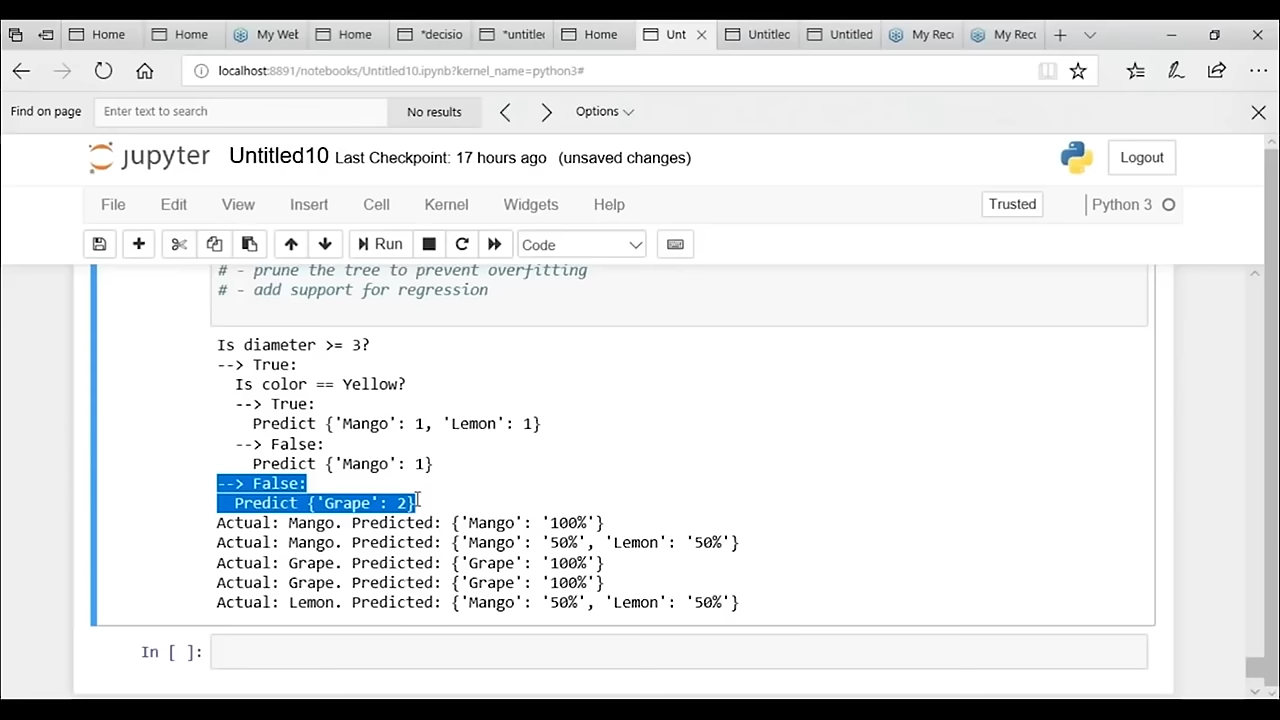 Home Home My Web Home *decisio *untitle Home Unt Untitlec Untitled My Rec My Rec
localhost:8891/notebooks/Untitled10.ipynb?kernel_name=python3#
Find on page Enter text to search No results Options
jupyter Untitled10 Last Checkpoint: 17 hours ago (unsaved changes) Logout
File Edit View Insert Cell Kernel Widgets Help Trusted Python 3
Run Code
# - prune the tree to prevent overfitting
# - add support for regression
Is diameter >= 3?
--> True:
Is color == Yellow?
--> True:
Predict {'Mango': 1, 'Lemon': 1}
--> False:
Predict {'Mango': 1}
--> False:
Predict {'Grape': 2}
Actual: Mango. Predicted: {'Mango': '100%'}
Actual: Mango. Predicted: {'Mango': '50%', 'Lemon': '50%'}
Actual: Grape. Predicted: {'Grape': '100%'}
Actual: Grape. Predicted: {'Grape': '100%'}
Actual: Lemon. Predicted: {'Mango': '50%', 'Lemon': '50%'}
In [ ]: